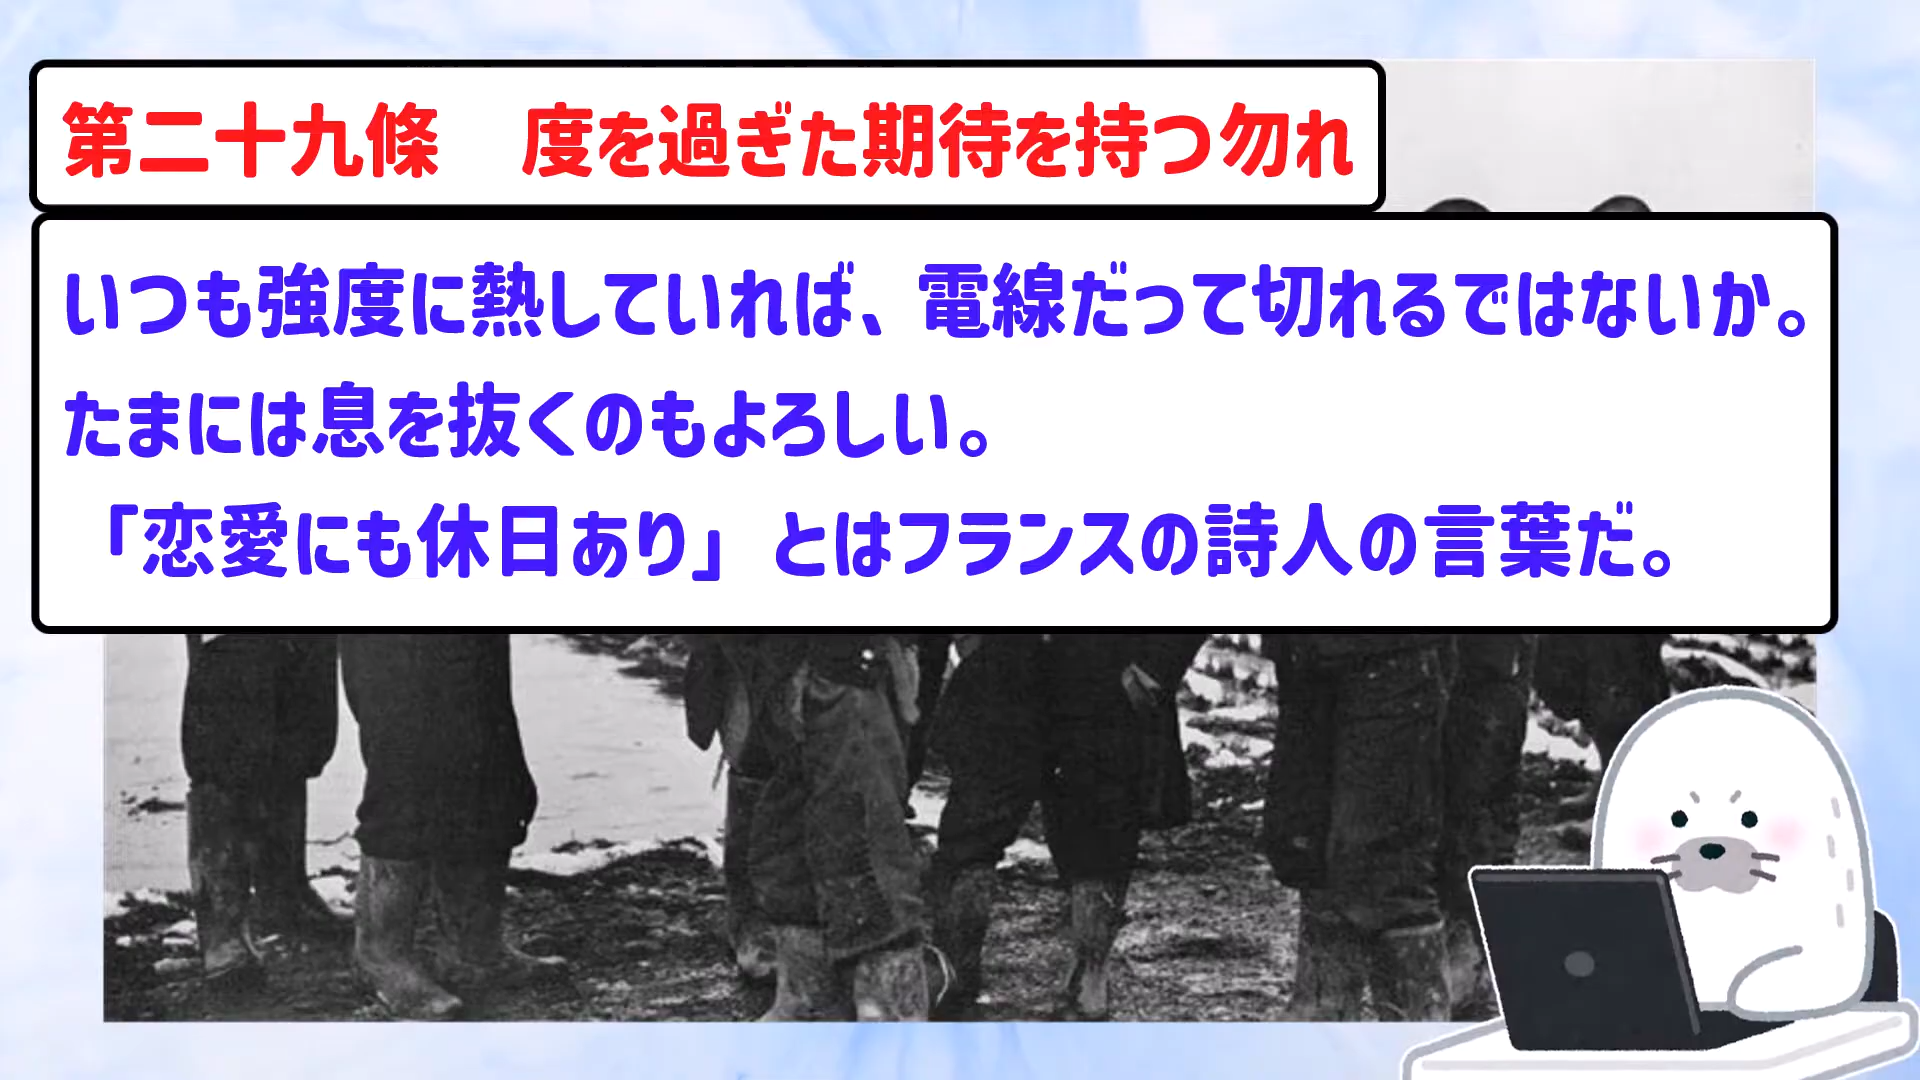 第二十九條　度を過ぎた期待を持つ勿れ
いつも強度に熱していれば、電線だって切れるではないか。
たまには息を抜くのもよろしい。
「恋愛にも休日あり」とはフランスの詩人の言葉だ。